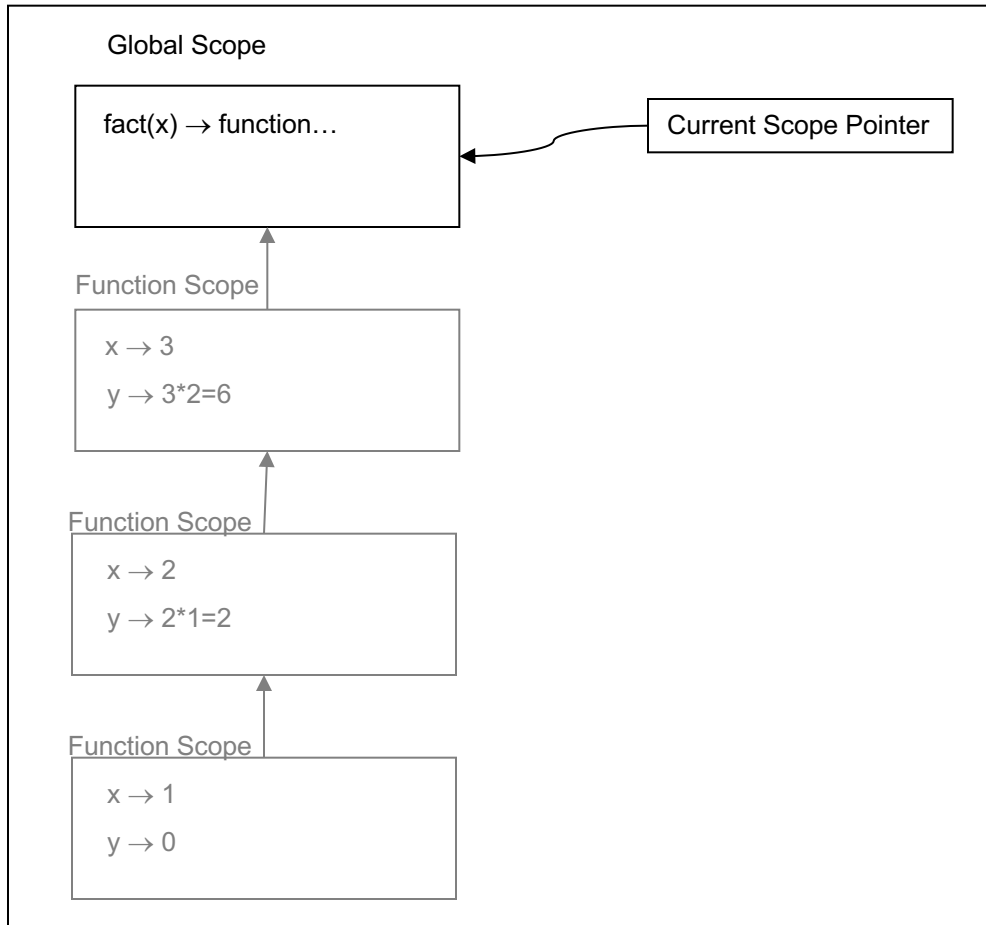 Global Scope
fact(x) → function…
Current Scope Pointer
Function Scope
x → 3
y → 3*2=6
Function Scope
x → 2
y → 2*1=2
Function Scope
x → 1
y → 0